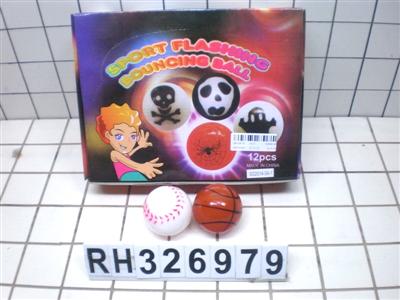 SPORT FLASHING
BOUNCING BALL
12pcs
MADE IN CHINA
RH326979